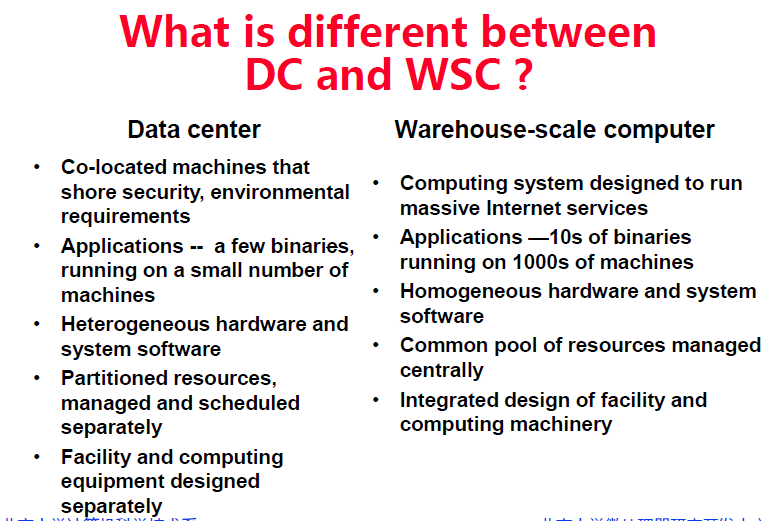 What is different between
DC and WSC ?
Data center
• Co-located machines that
shore security, environmental
requirements
• Applications -- a few binaries,
running on a small number of
machines
• Heterogeneous hardware and
system software
• Partitioned resources,
managed and scheduled
separately
• Facility and computing
equipment designed
separately
Warehouse-scale computer
• Computing system designed to run
massive Internet services
• Applications —10s of binaries
running on 1000s of machines
• Homogeneous hardware and system
software
• Common pool of resources managed
centrally
• Integrated design of facility and
computing machinery